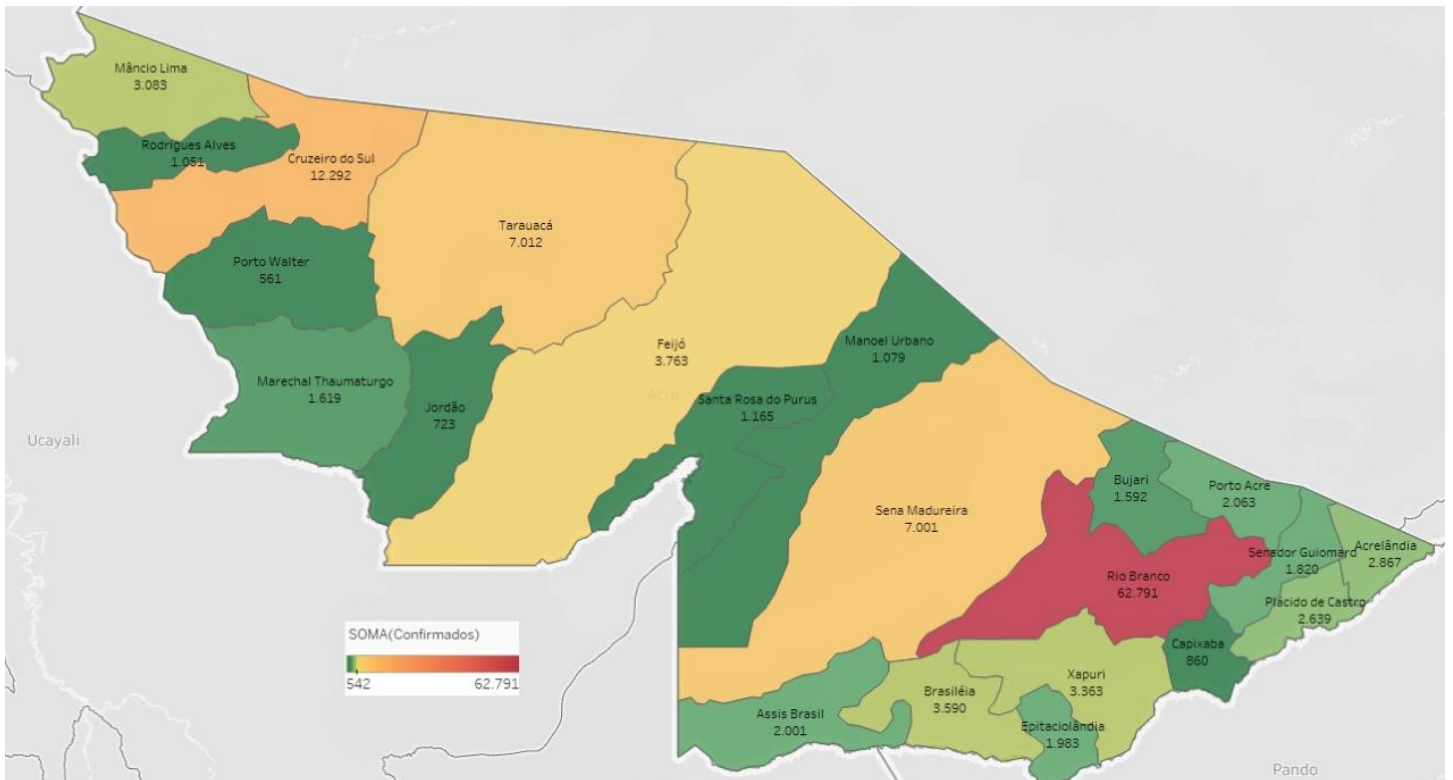 Mâncio Lima
3.083
Rodrigues Alves
1.051
Cruzeiro do Sul
12.292
Tarauacá
7.012
Porto Walter
561
Feijó
3.763
Manoel Urbano
1.079
Marechal Thaumaturgo
1.619
Jordão
723
Acre
Santa Rosa do Purus
1.165
Ucayali
Sena Madureira
7.001
Bujari
1.592
Porto Acre
2.063
Senador Guiomard
1.820
Acrelândia
2.867
Rio Branco
62.791
Plácido de Castro
2.639
Capixaba
860
Xapuri
3.363
Brasiléia
3.590
Epitaciolândia
1.983
Assis Brasil
2.001
SOMA(Confirmados)
542 62.791
Pando